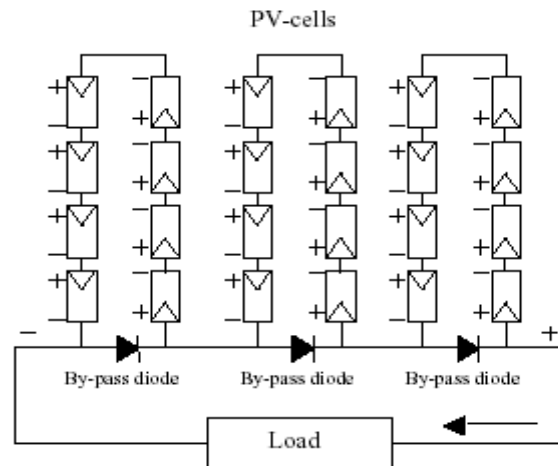 PV-cells
+ − + −
− + − +
+ − + −
− + − +
+ − + −
− + − +
+ − + −
− + − +
+ − + −
− + − +
+ − + −
− + − +
− +
By-pass diode By-pass diode By-pass diode
Load